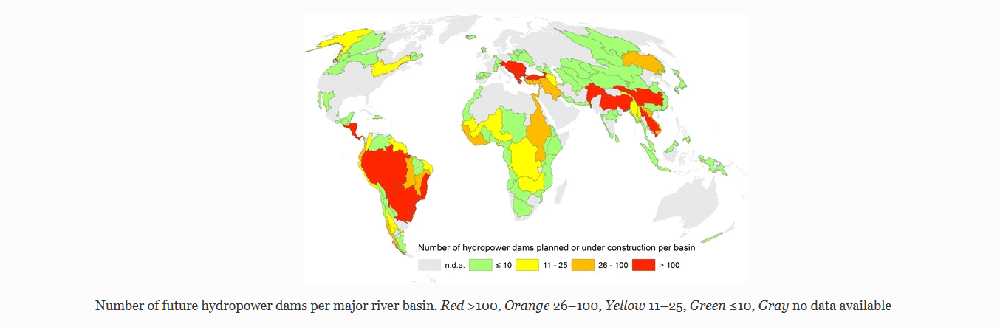 Number of hydropower dams planned or under construction per basin
n.d.a. ≤ 10 11 - 25 26 - 100 > 100
Number of future hydropower dams per major river basin. Red >100, Orange 26–100, Yellow 11–25, Green ≤10, Gray no data available